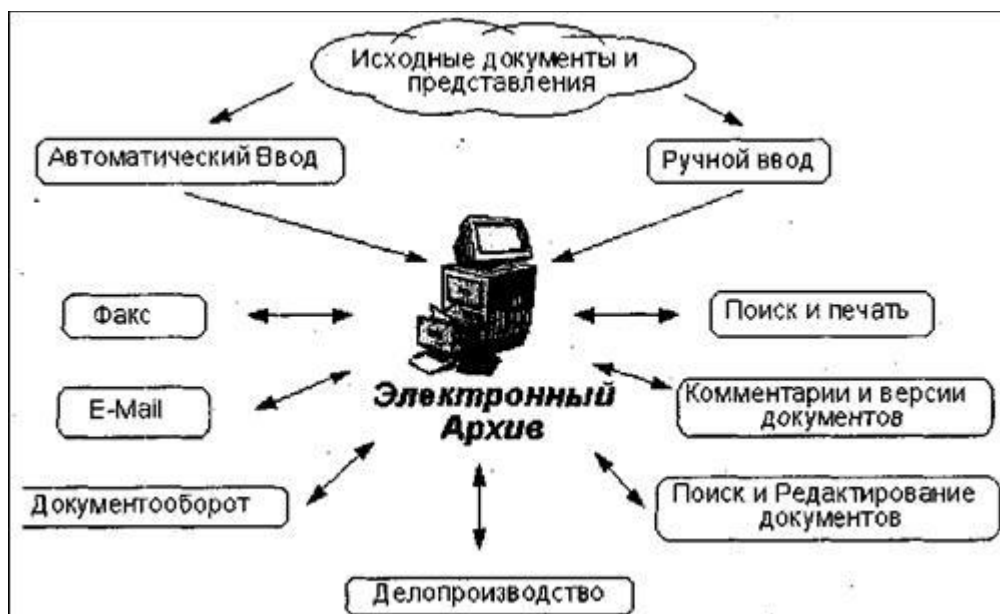 Исходные документы и
представления
Автоматический Ввод
Ручной ввод
Факс
Поиск и печать
E-Mail
Электронный
Архив
Комментарии и версии
документов
Документооборот
Поиск и Редактирование
документов
Делопроизводство